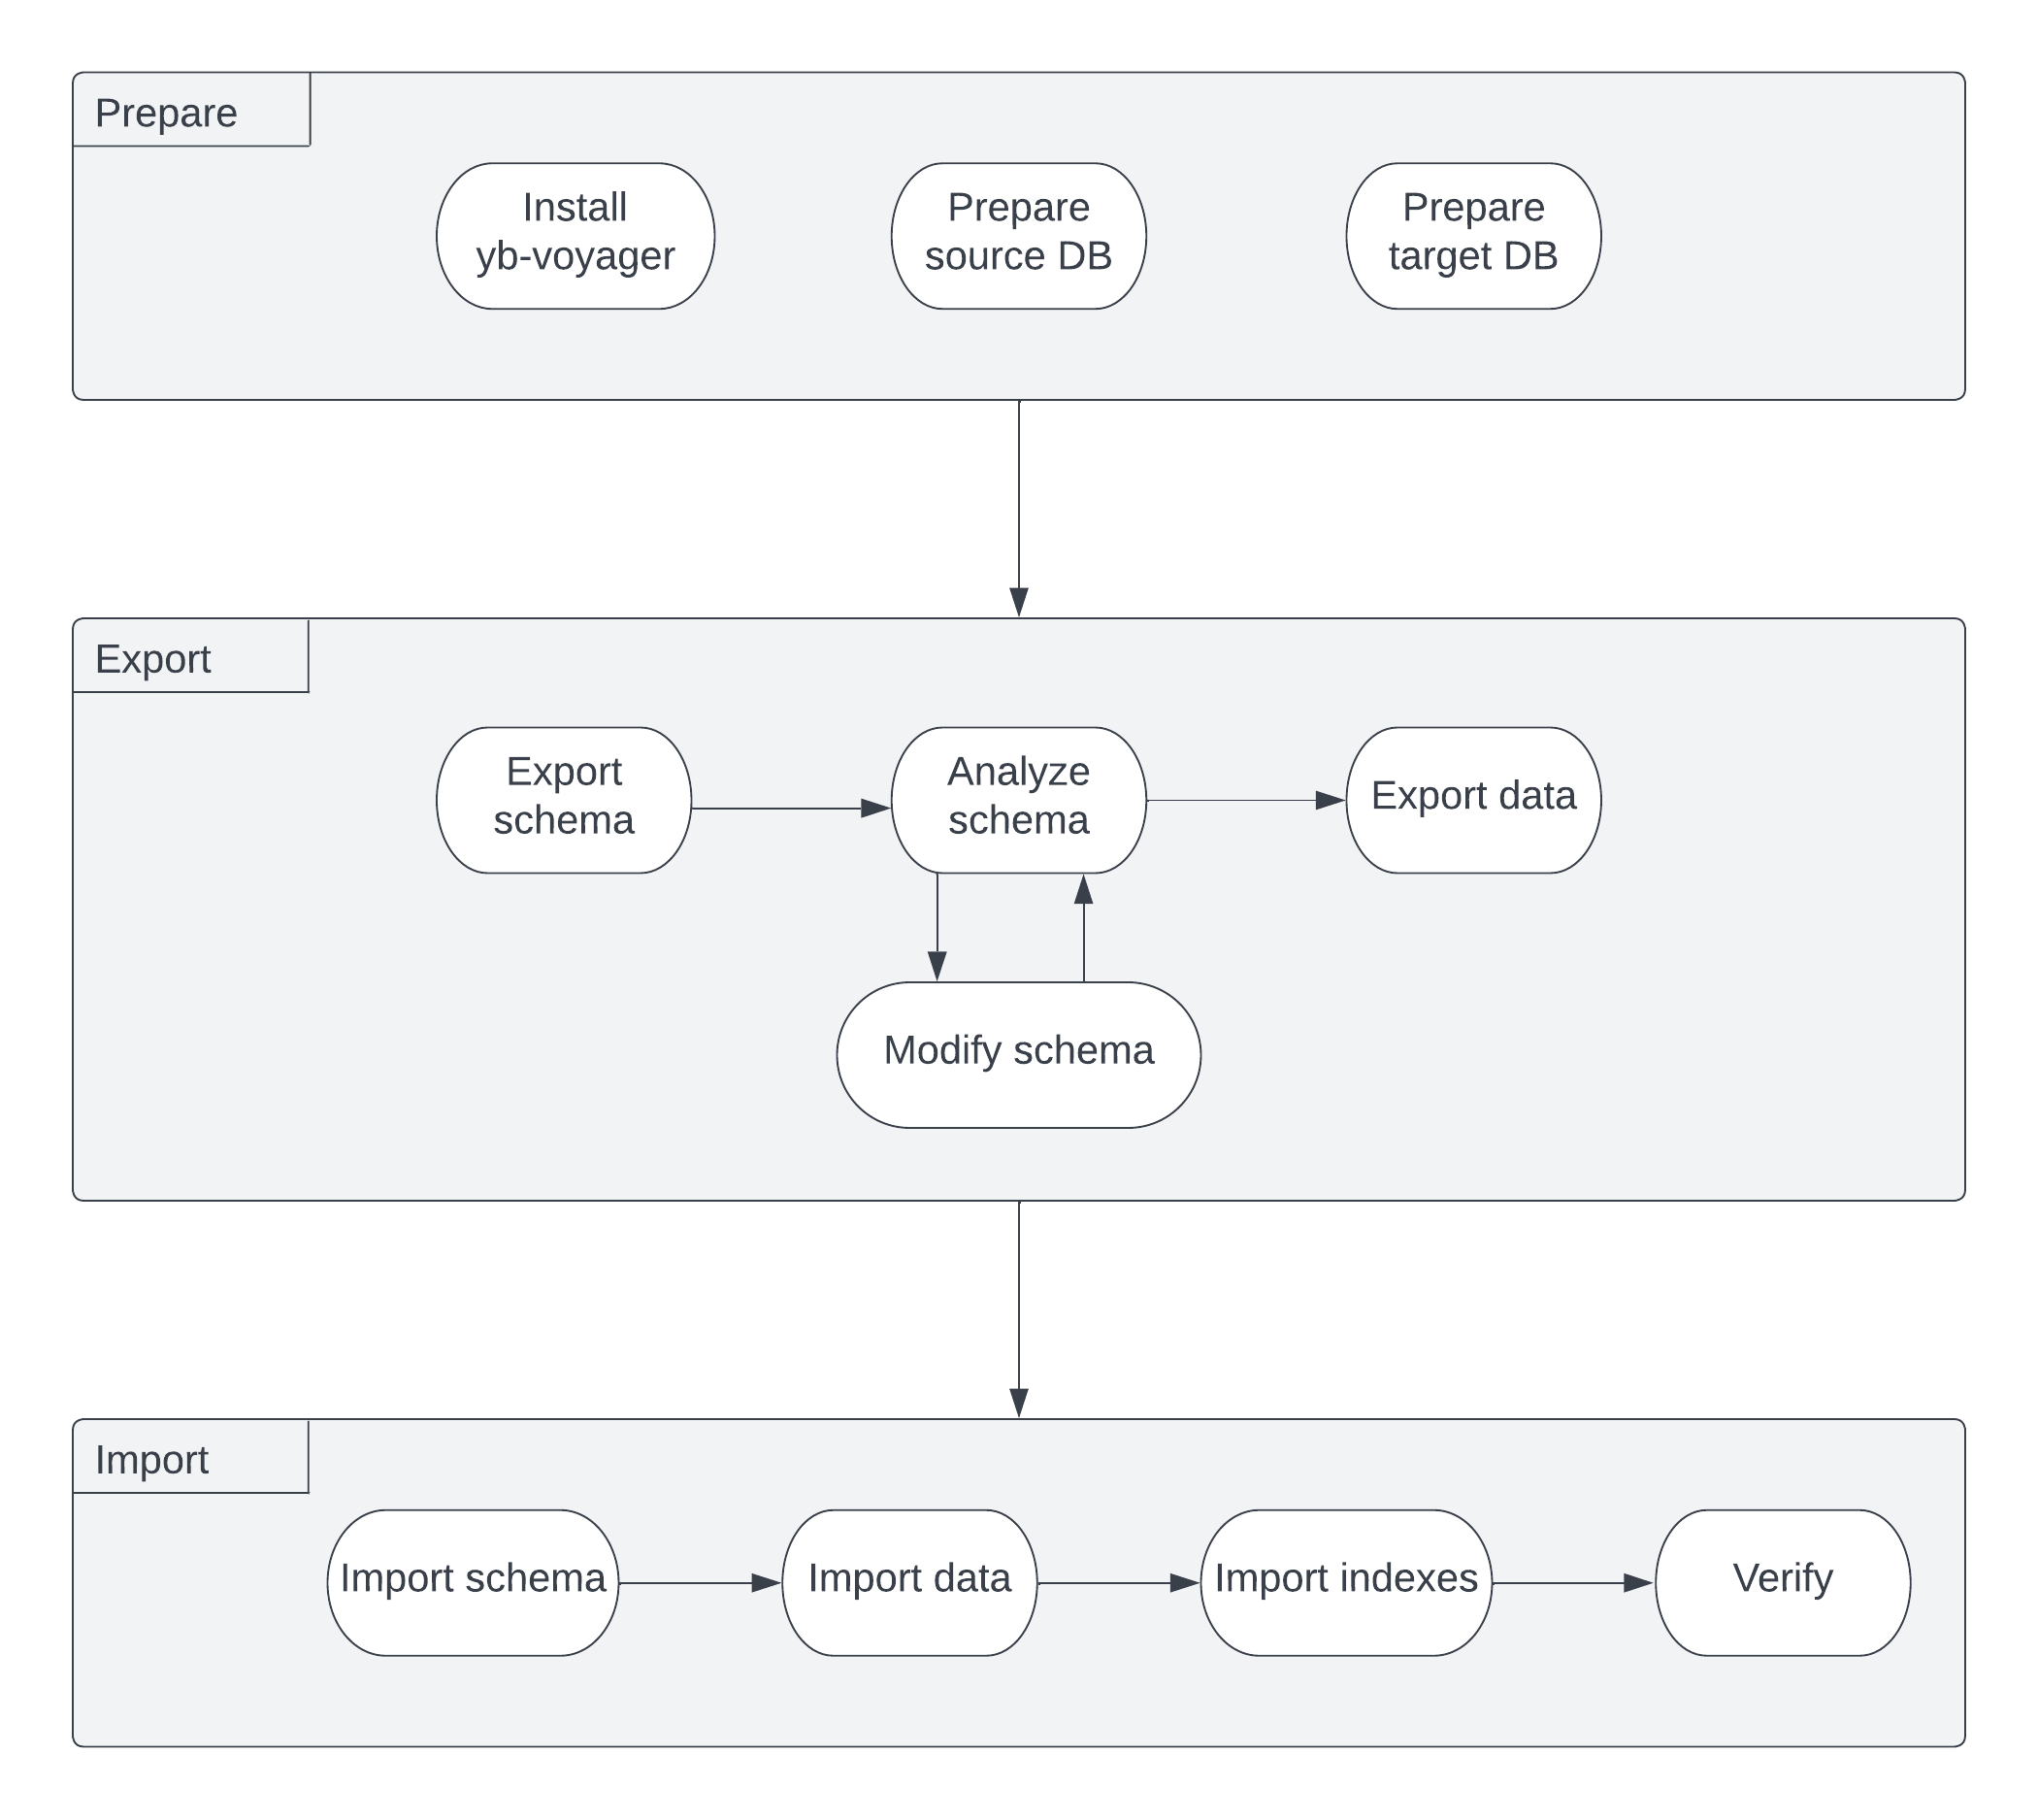 Prepare
Install
yb-voyager
Prepare
source DB
Prepare
target DB
Export
Export
schema
Analyze
schema
Export data
Modify schema
Import
Import schema
Import data
Import indexes
Verify